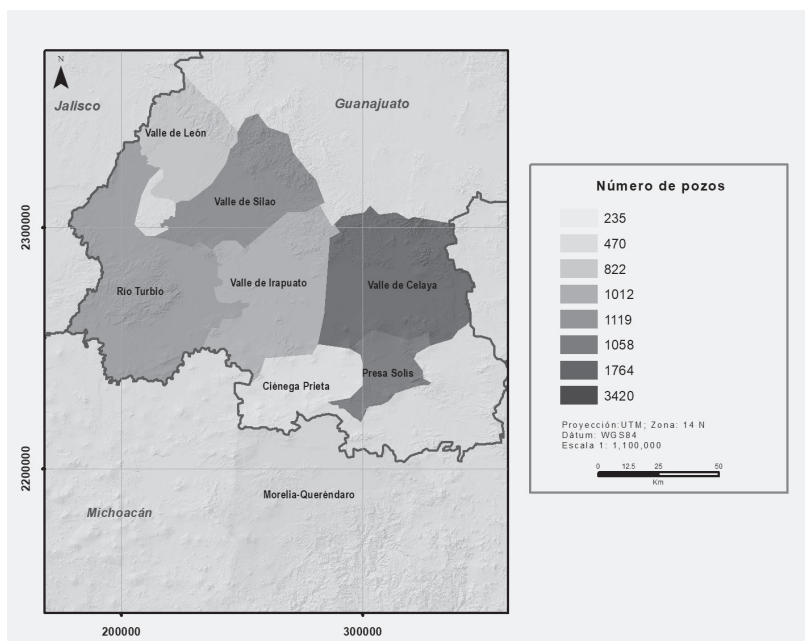 N
Jalisco
Guanajuato
Valle de León
Valle de Silao
Río Turbio
Valle de Irapuato
Valle de Celaya
Ciénega Prieta
Presa Solís
Morelia-Queréndaro
Michoacán
2300000
2200000
200000
300000
Número de pozos
235
470
822
1012
1119
1058
1764
3420
Proyección:UTM; Zona: 14 N
Dátum: WGS84
Escala 1: 1,100,000
0 12.5 25 50
Km